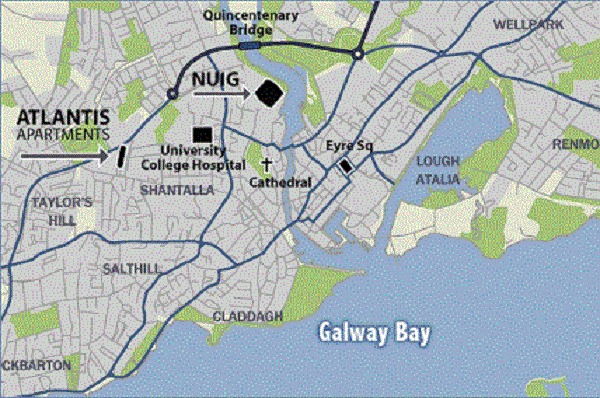 Quincentenary
Bridge
WELLPARK
NUIG
ATLANTIS
APARTMENTS
University
College Hospital
Eyre Sq
RENMO
LOUGH
ATALIA
Cathedral
SHANTALLA
TAYLOR'S
HILL
SALTHILL
CLADDAGH
Galway Bay
CKBARTON